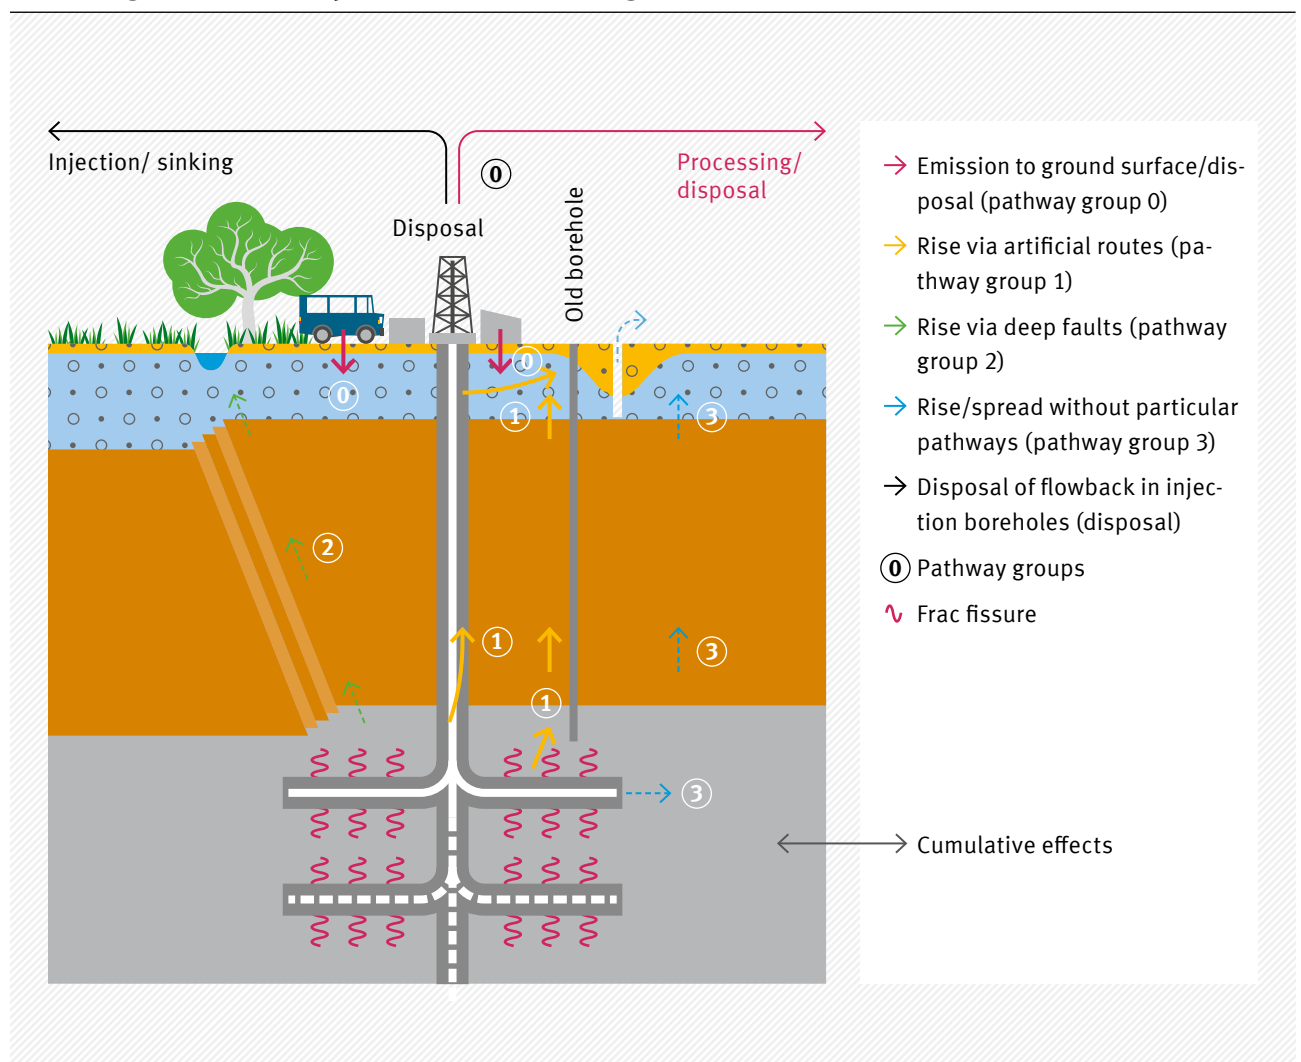 Injection/ sinking
0
Processing/
disposal
Disposal
Old borehole
0
0
1
3
2
1
3
1
3
Emission to ground surface/dis-
posal (pathway group 0)
Rise via artificial routes (pa-
thway group 1)
Rise via deep faults (pathway
group 2)
Rise/spread without particular
pathways (pathway group 3)
Disposal of flowback in injec-
tion boreholes (disposal)
0 Pathway groups
Frac fissure
Cumulative effects